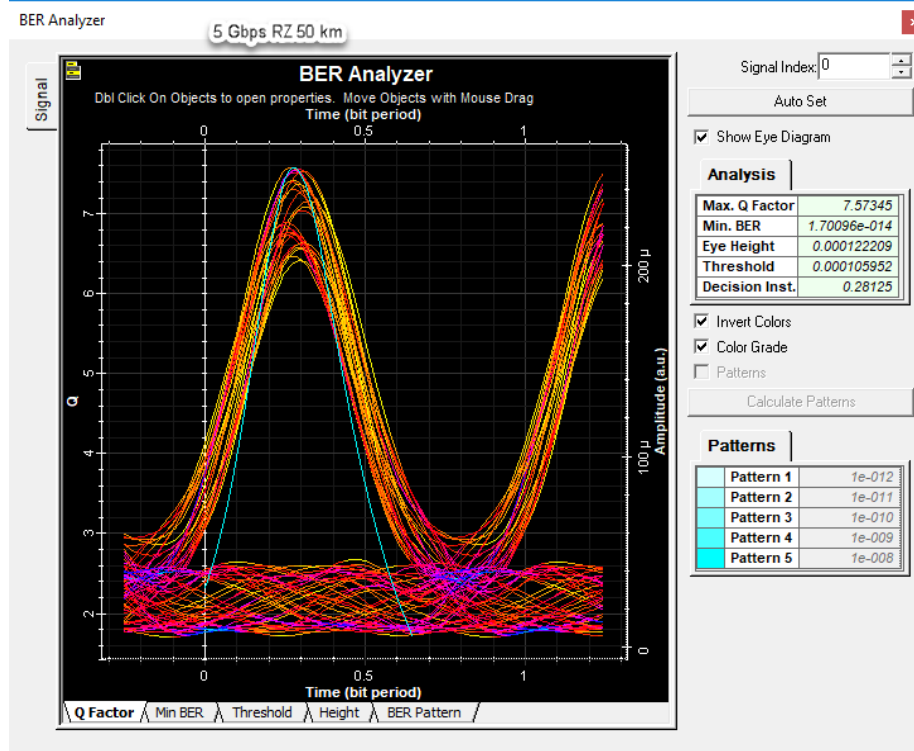 BER Analyzer
5 Gbps RZ 50 km
Signal
BER Analyzer
Dbl Click On Objects to open properties. Move Objects with Mouse Drag
Time (bit period)
0 0.5 1
7
6
5
4
3
2
Q
200 µ
100 µ
0
Amplitude (a.u.)
0 0.5 1
Time (bit period)
Q Factor Min BER Threshold Height BER Pattern
Signal Index: 0
Auto Set
Show Eye Diagram
Analysis
Max. Q Factor 7.57345
Min. BER 1.70096e-014
Eye Height 0.000122209
Threshold 0.000105952
Decision Inst. 0.28125
Invert Colors
Color Grade
Patterns
Calculate Patterns
Patterns
Pattern 1 1e-012
Pattern 2 1e-011
Pattern 3 1e-010
Pattern 4 1e-009
Pattern 5 1e-008